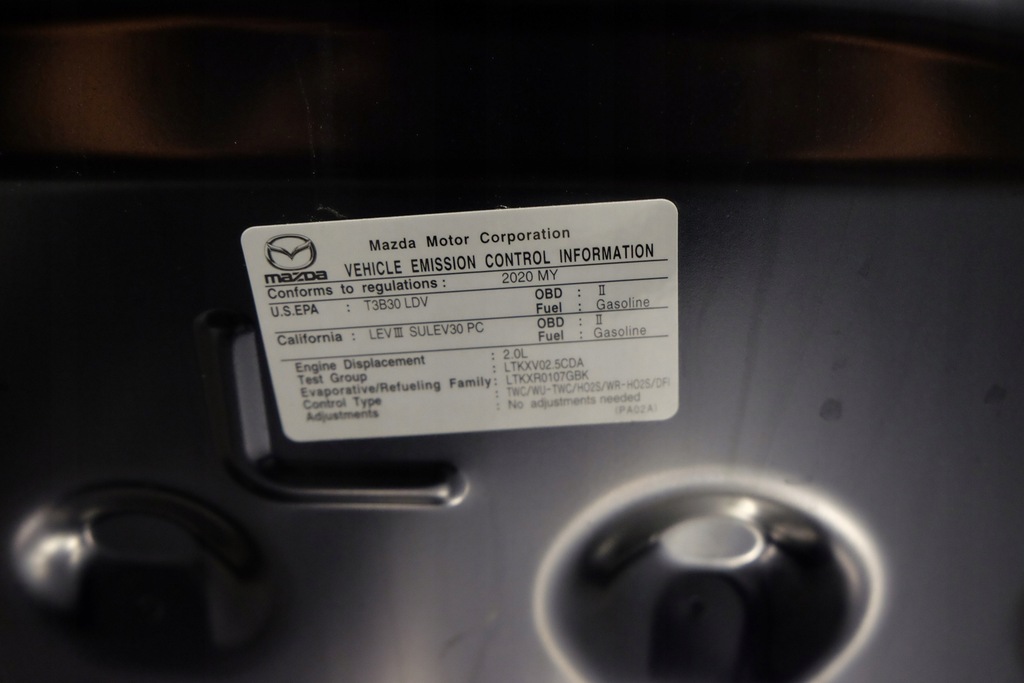 Mazda Motor Corporation
mazda VEHICLE EMISSION CONTROL INFORMATION
Conforms to regulations : 2020 MY
U.S.EPA : T3B30 LDV OBD : II
Fuel : Gasoline
California : LEV III SULEV30 PC OBD : II
Fuel : Gasoline
Engine Displacement : 2.0L
Test Group : LTKXV02.5CDA
Evaporative/Refueling Family : LTKXR0107GBK
Control Type : TWC/WU-TWC/HO2S/WR-HO2S/DFI
Adjustments : No adjustments needed
(PA02A)